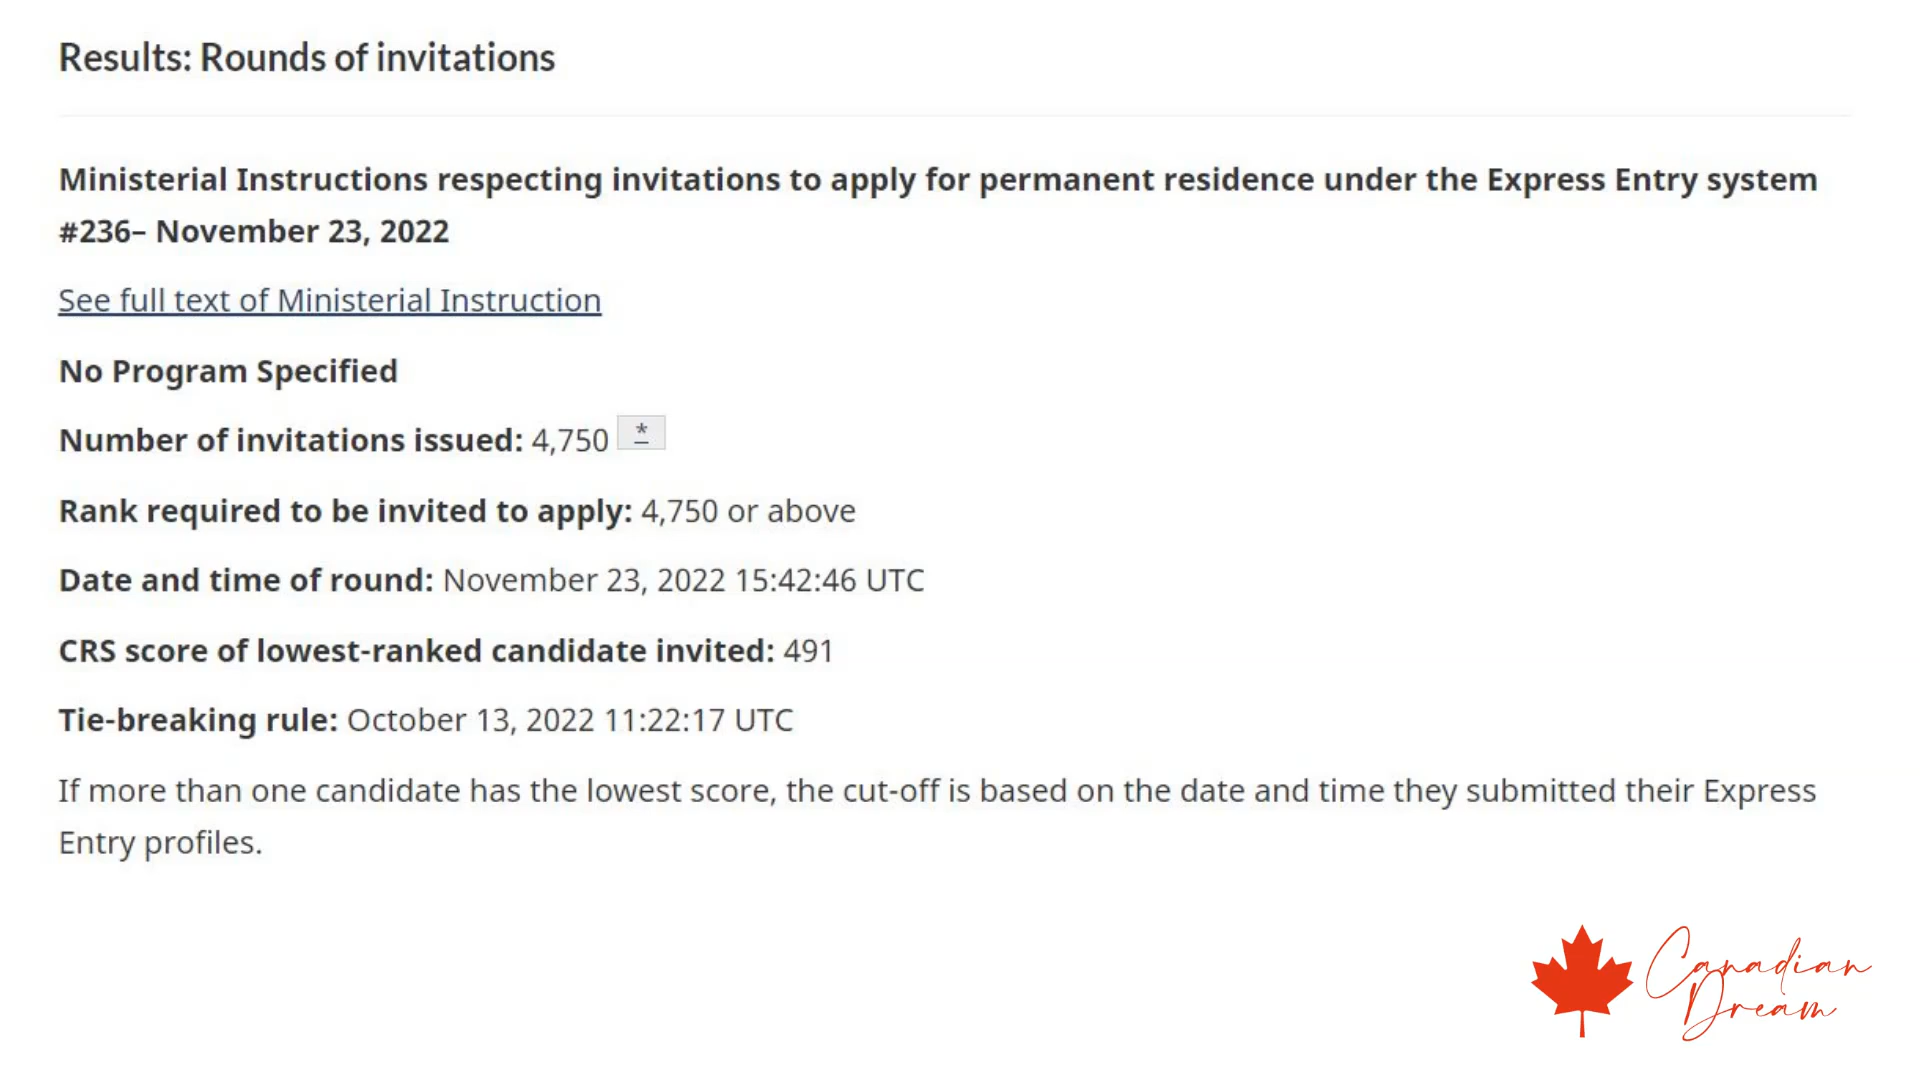 Results: Rounds of invitations
Ministerial Instructions respecting invitations to apply for permanent residence under the Express Entry system
#236– November 23, 2022
See full text of Ministerial Instruction
No Program Specified
Number of invitations issued: 4,750 *
Rank required to be invited to apply: 4,750 or above
Date and time of round: November 23, 2022 15:42:46 UTC
CRS score of lowest-ranked candidate invited: 491
Tie-breaking rule: October 13, 2022 11:22:17 UTC
If more than one candidate has the lowest score, the cut-off is based on the date and time they submitted their Express
Entry profiles.
Canadian
Dream